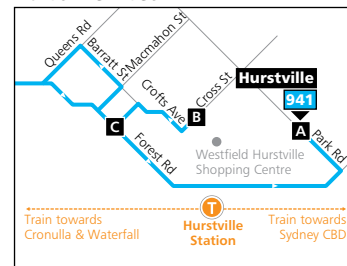 Queens Rd
Barratt St
Macmahon St
Crofts Ave
Cross St
Hurstville
941
B
C
A
Park Rd
Forest Rd
Westfield Hurstville
Shopping Centre
T
Train towards
Cronulla & Waterfall
Hurstville
Station
Train towards
Sydney CBD